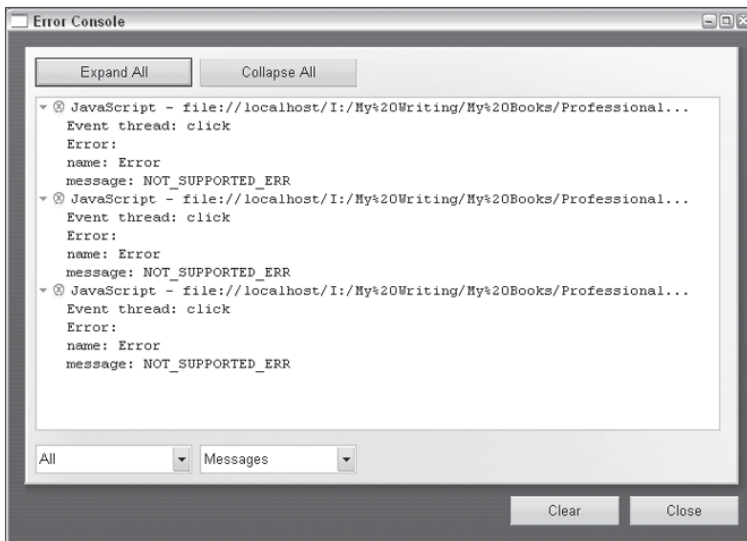 Error Console
Expand All
Collapse All
JavaScript - file://localhost/I:/My%20Writing/My%20Books/Professional...
Event thread: click
Error:
name: Error
message: NOT_SUPPORTED_ERR
JavaScript - file://localhost/I:/My%20Writing/My%20Books/Professional...
Event thread: click
Error:
name: Error
message: NOT_SUPPORTED_ERR
JavaScript - file://localhost/I:/My%20Writing/My%20Books/Professional...
Event thread: click
Error:
name: Error
message: NOT_SUPPORTED_ERR
All
Messages
Clear
Close